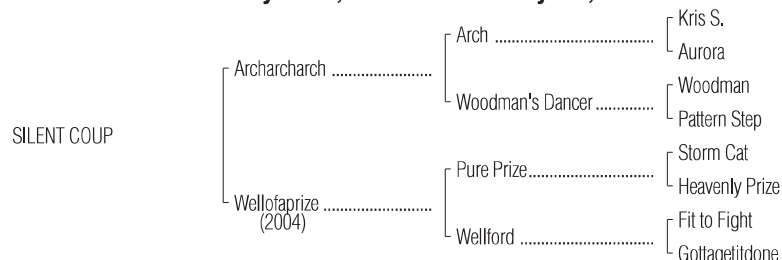 Kris S.
Arch
Aurora
Archarcharch
Woodman
Woodman's Dancer
Pattern Step
SILENT COUP
Storm Cat
Pure Prize
Heavenly Prize
Wellofaprize
(2004)
Fit to Fight
Wellford
Gottagetitdone